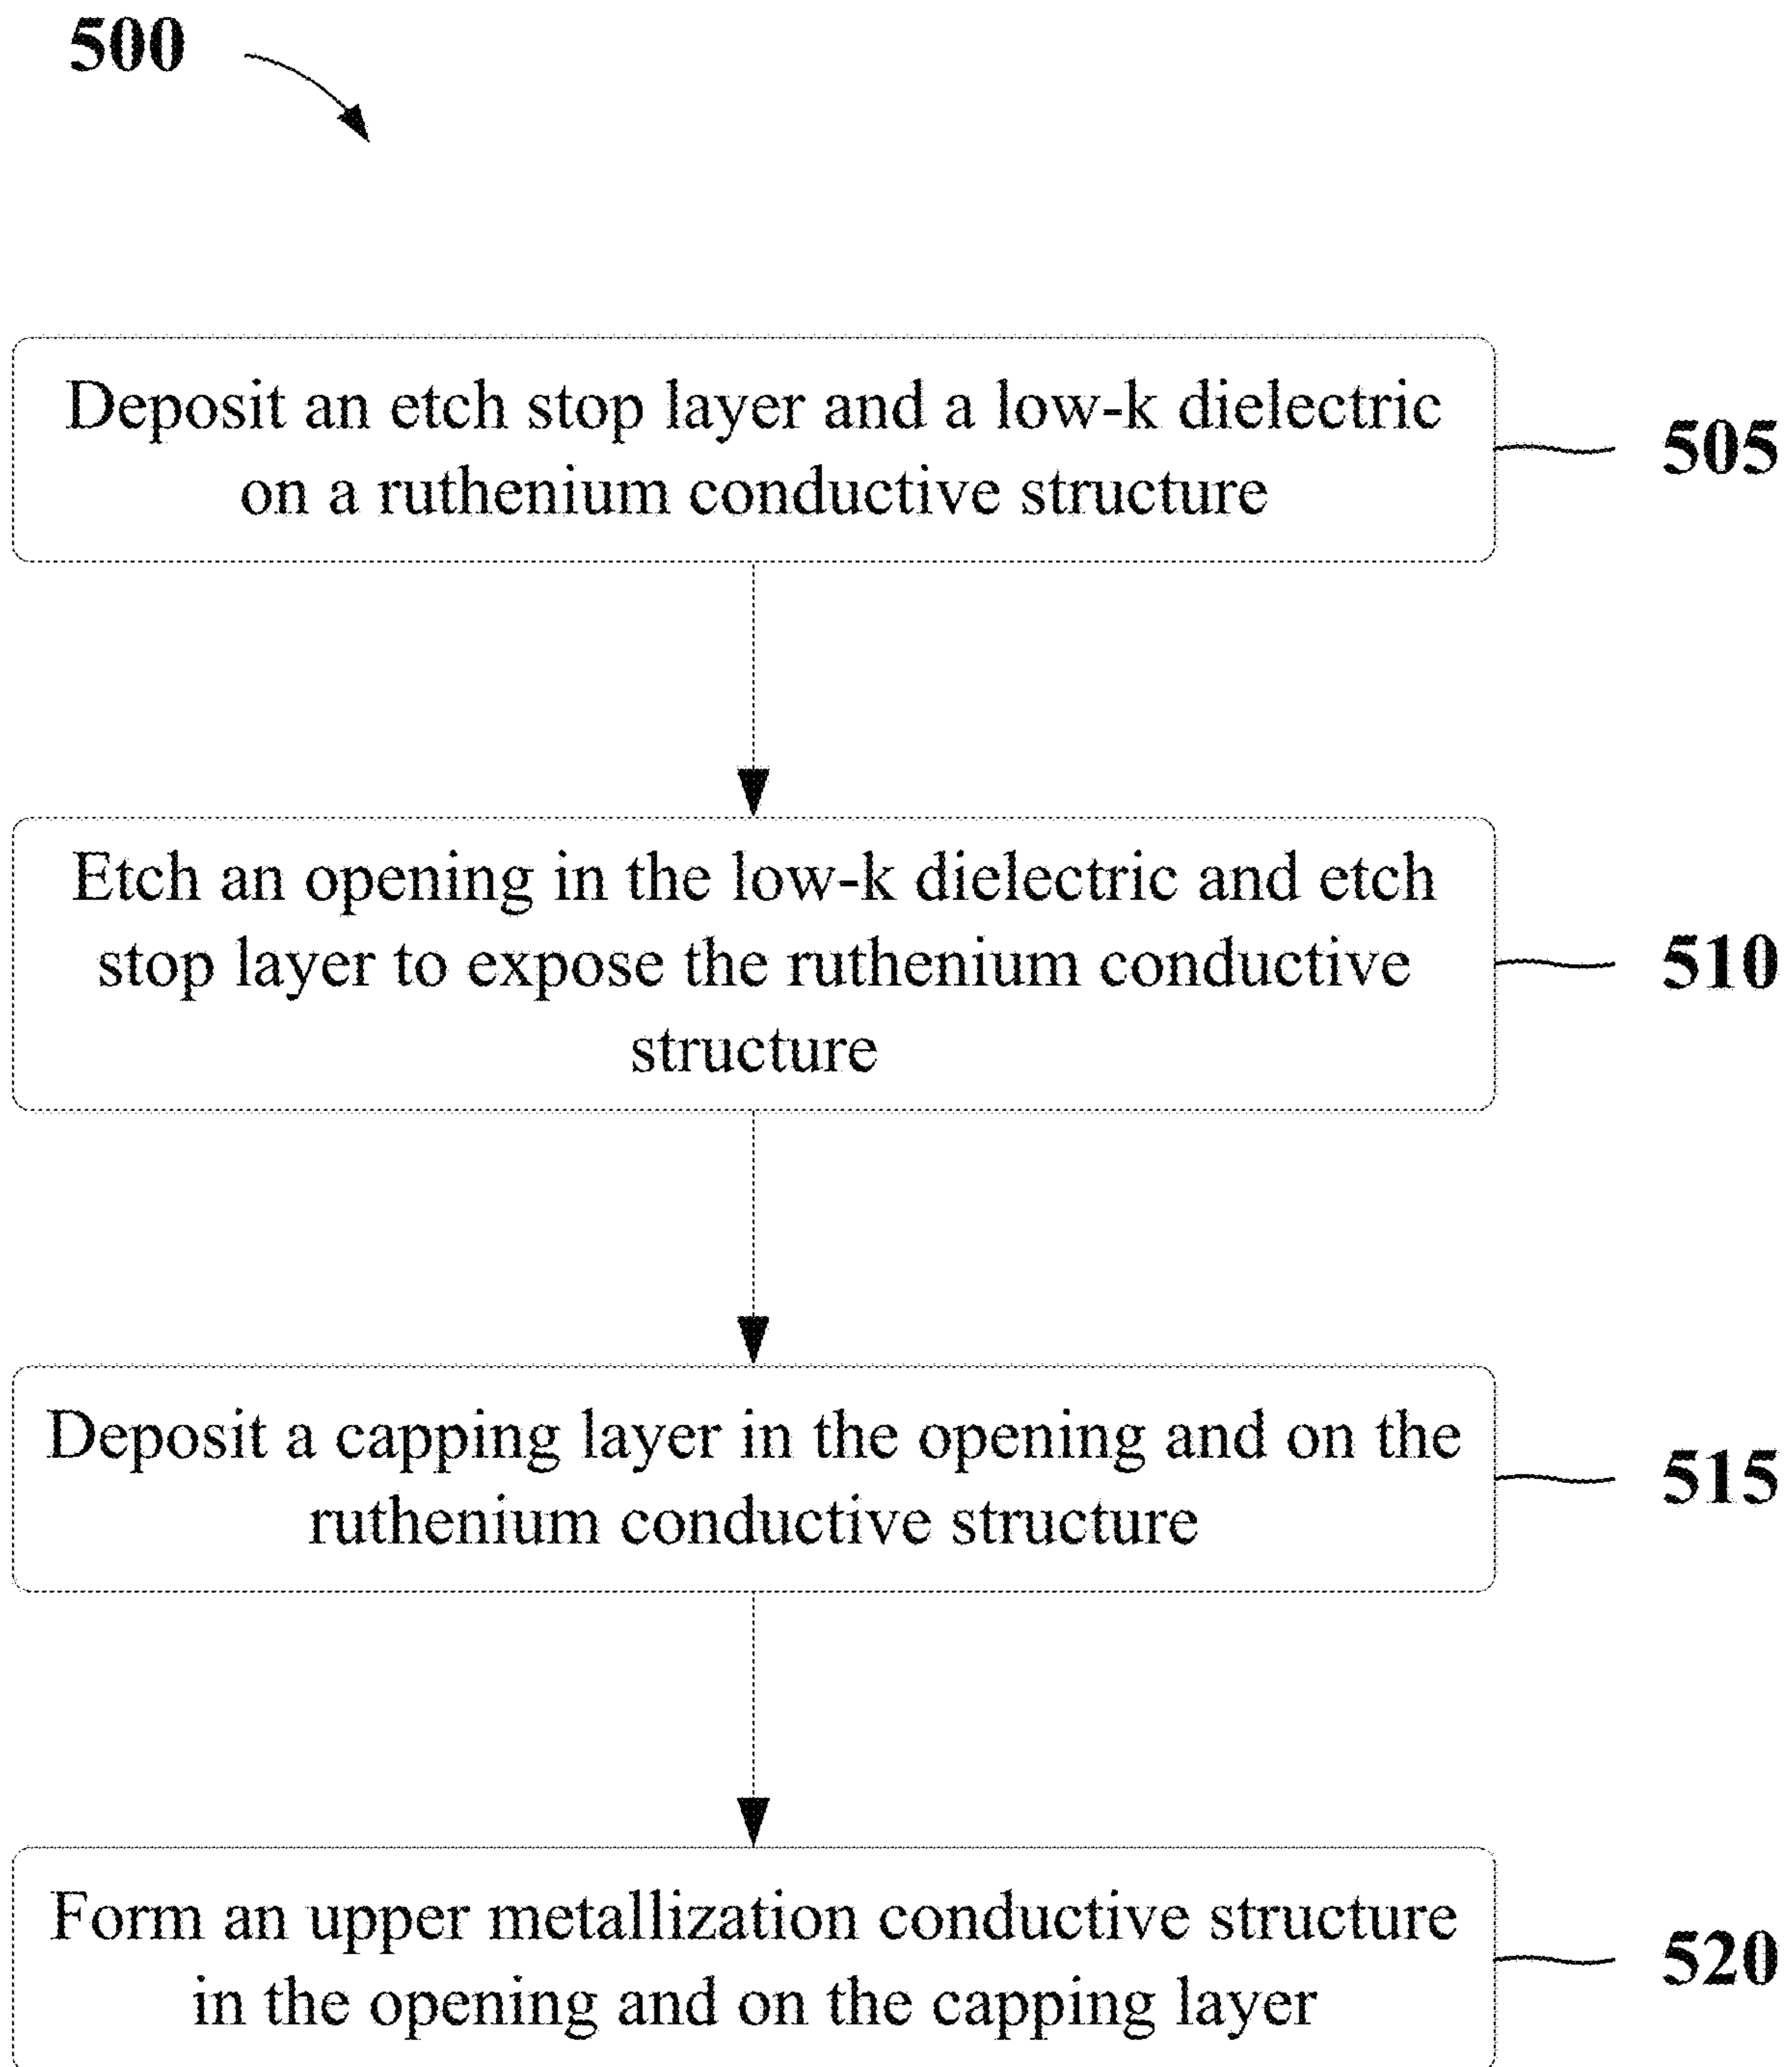 500
Deposit an etch stop layer and a low-k dielectric
on a ruthenium conductive structure
505
Etch an opening in the low-k dielectric and etch
stop layer to expose the ruthenium conductive
structure
510
Deposit a capping layer in the opening and on the
ruthenium conductive structure
515
Form an upper metallization conductive structure
in the opening and on the capping layer
520